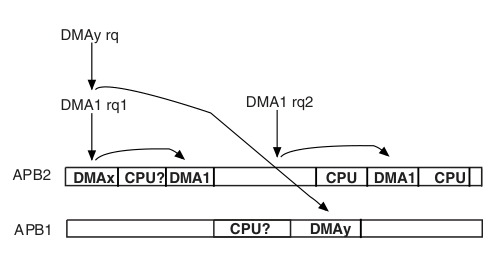 DMAy rq
DMA1 rq1
DMA1 rq2
APB2 DMAx CPU? DMA1 CPU DMA1 CPU
APB1 CPU? DMAy